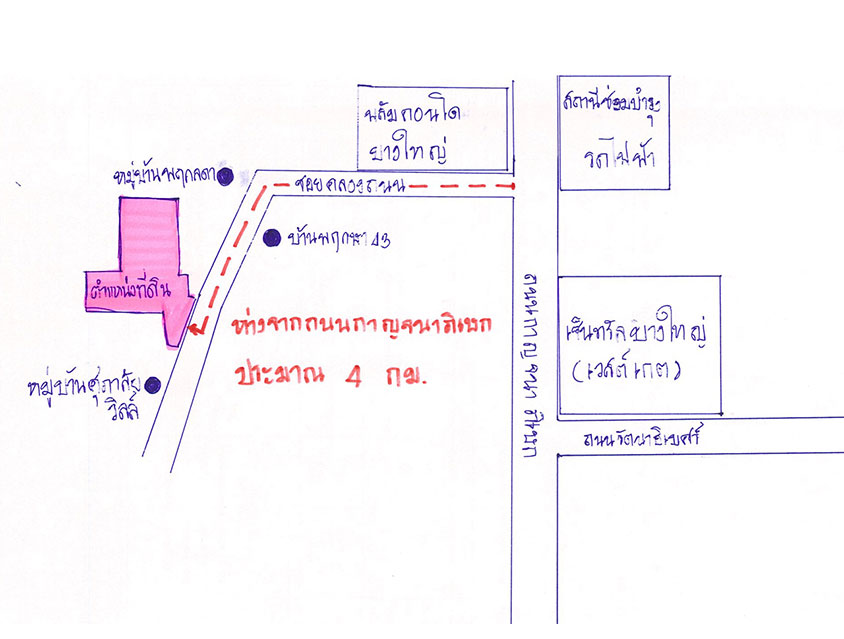 พลัมคอนโด
บางใหญ่
สถานีซ่อมบำรุง
รถไฟฟ้า
หมู่บ้านพฤกลดา
ซอยคลองถนน
บ้านพฤกษา 43
ตำแหน่งที่ดิน
ห่างจากถนนกาญจนาภิเษก
ประมาณ 4 กม.
ถนนกาญจนาภิเษก
เซ็นทรัลบางใหญ่
(เวสต์เกต)
หมู่บ้านศุภาลัย
วิลล์
ถนนรัตนาธิเบศร์